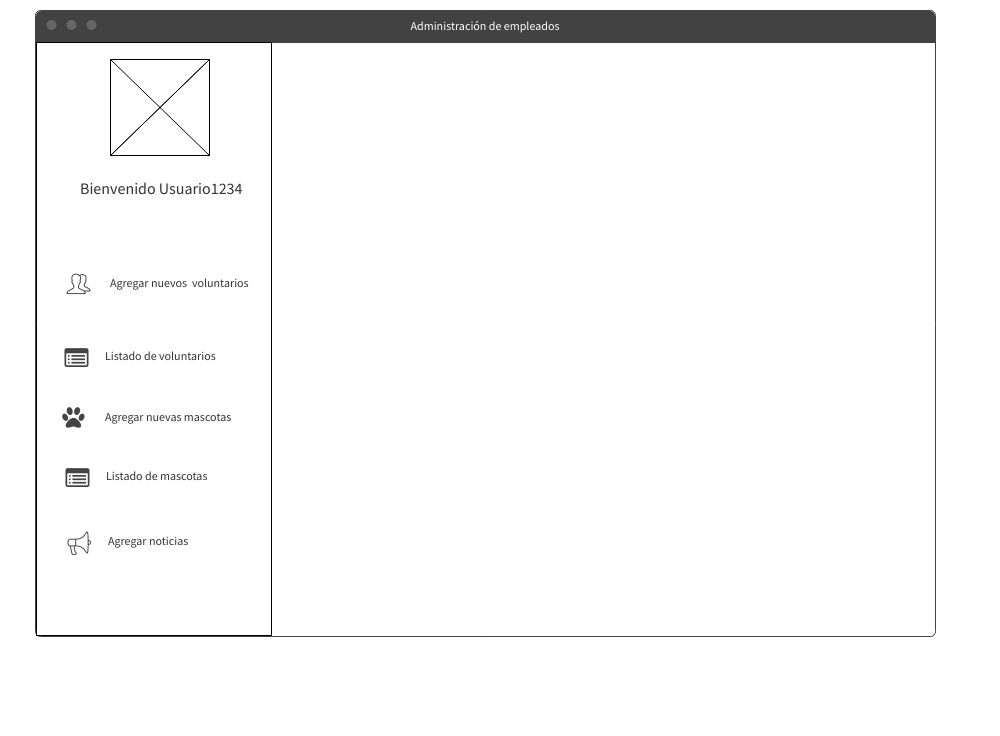 Administración de empleados
Bienvenido Usuario1234
Agregar nuevos  voluntarios
Listado de voluntarios
Agregar nuevas mascotas
Listado de mascotas
Agregar noticias